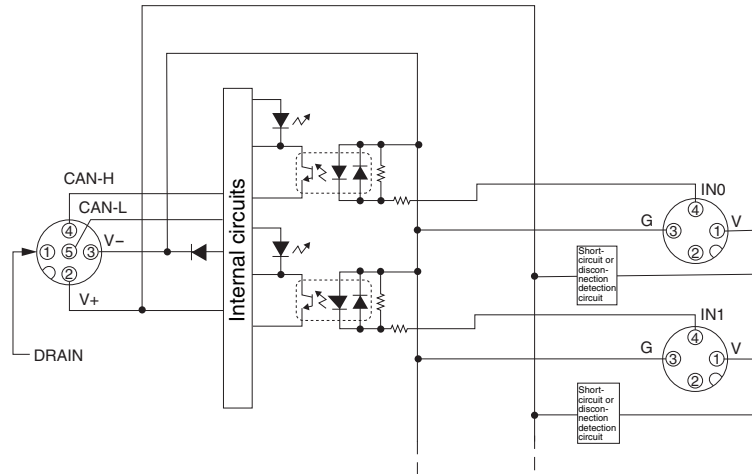 CAN-H
CAN-L
4
1
5
3
2
V−
V+
DRAIN
Internal circuits
IN0
G
4
3
1
2
V
Short-
circuit or
discon-
nection
detection
circuit
IN1
G
4
3
1
2
V
Short-
circuit or
discon-
nection
detection
circuit